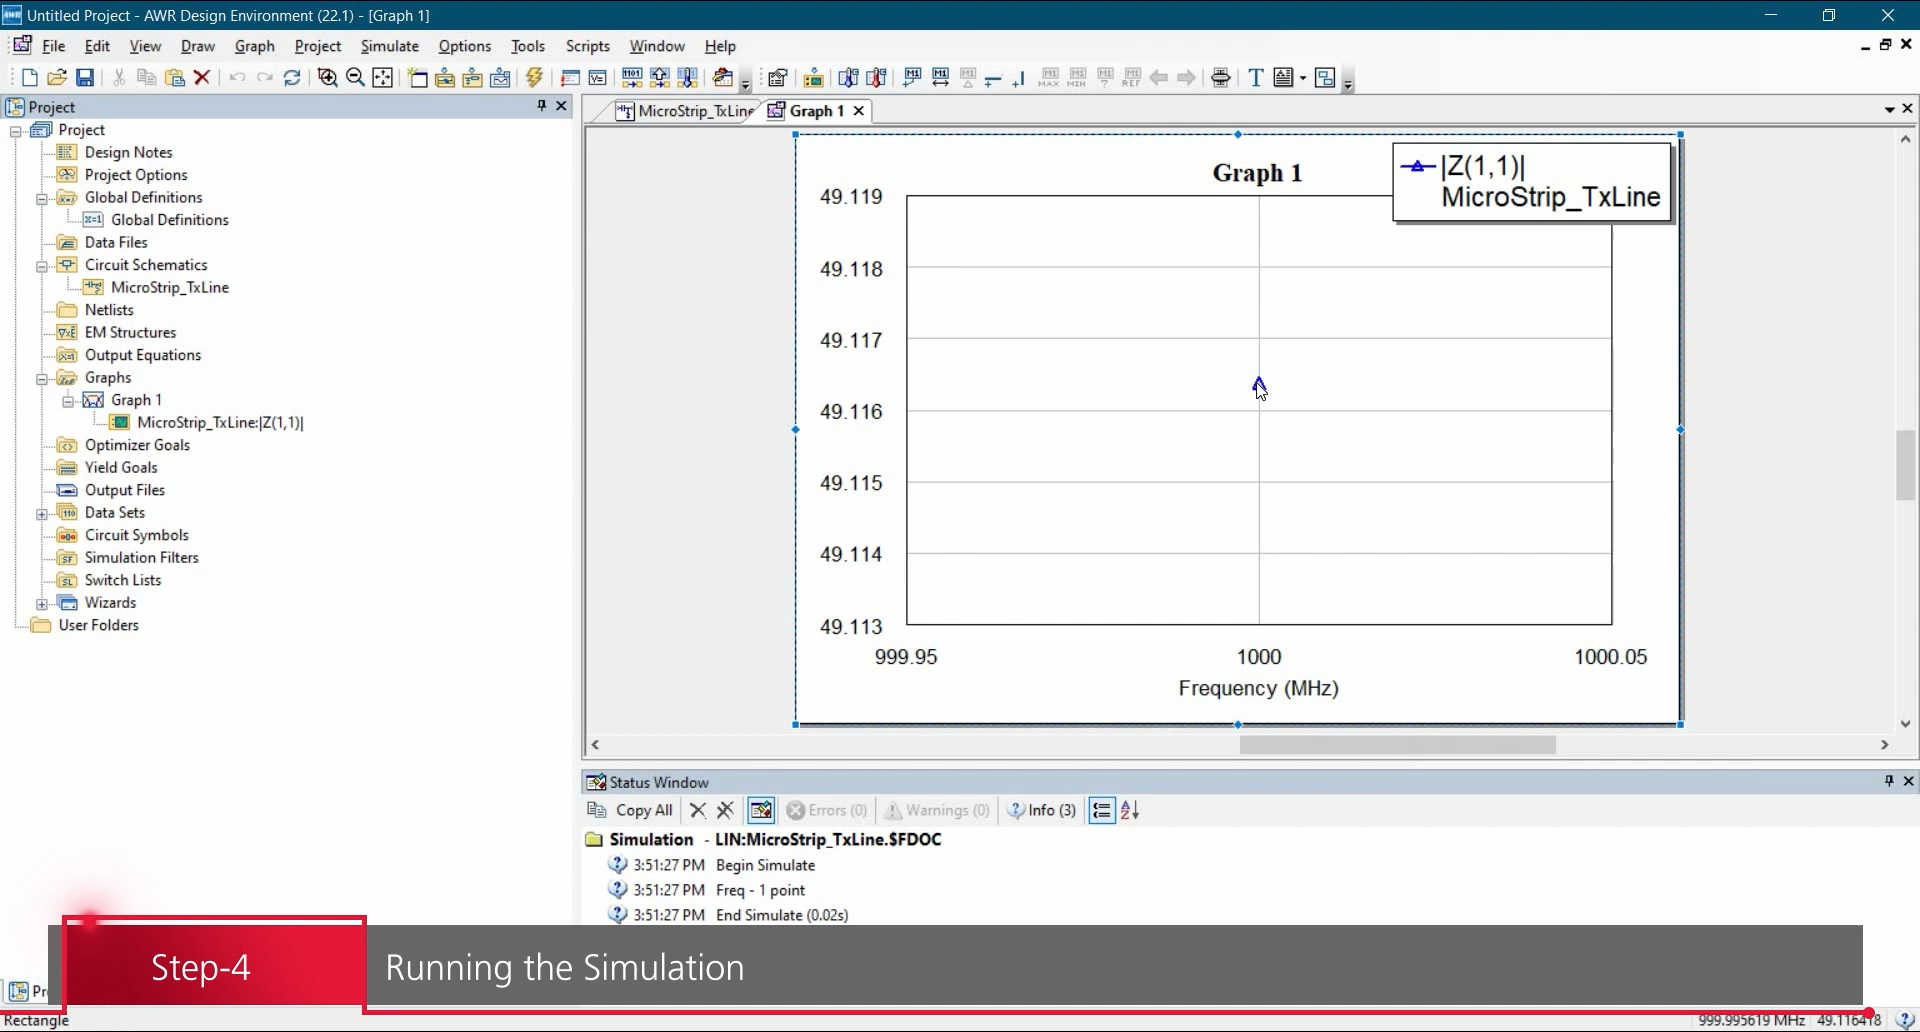 Untitled Project - AWR Design Environment (22.1) - [Graph 1]
File Edit View Draw Graph Project Simulate Options Tools Scripts Window Help
Project
Project
Design Notes
Project Options
Global Definitions
Global Definitions
Data Files
Circuit Schematics
MicroStrip_TxLine
Netlists
EM Structures
Output Equations
Graphs
Graph 1
MicroStrip_TxLine:|Z(1,1)|
Optimizer Goals
Yield Goals
Output Files
Data Sets
Circuit Symbols
Simulation Filters
Switch Lists
Wizards
User Folders
MicroStrip_TxLine Graph 1
Graph 1
|Z(1,1)|
MicroStrip_TxLine
49.119
49.118
49.117
49.116
49.115
49.114
49.113
999.95 1000 1000.05
Frequency (MHz)
Status Window
Copy All Errors (0) Warnings (0) Info (3)
Simulation - LIN:MicroStrip_TxLine.$FDOC
3:51:27 PM Begin Simulate
3:51:27 PM Freq - 1 point
3:51:27 PM End Simulate (0.02s)
Step-4 Running the Simulation
Pr
Rectangle 999.995619 MHz 49.116418